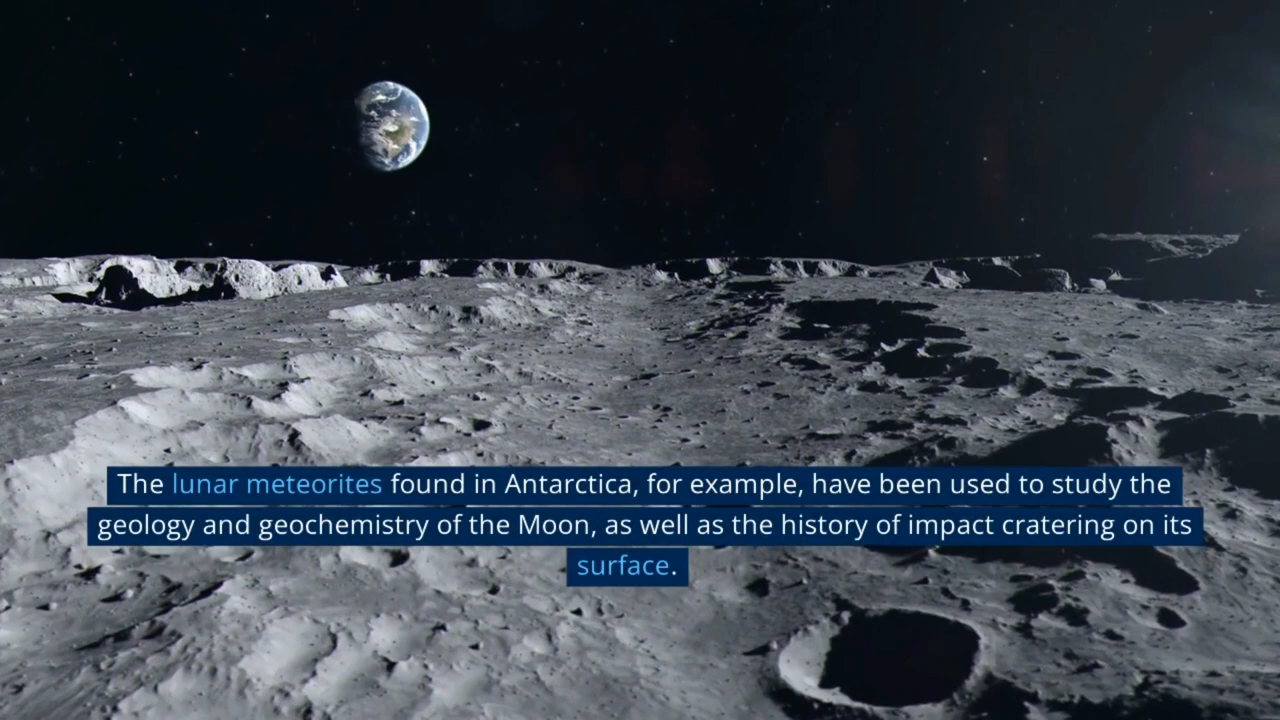 The lunar meteorites found in Antarctica, for example, have been used to study the
geology and geochemistry of the Moon, as well as the history of impact cratering on its
surface.